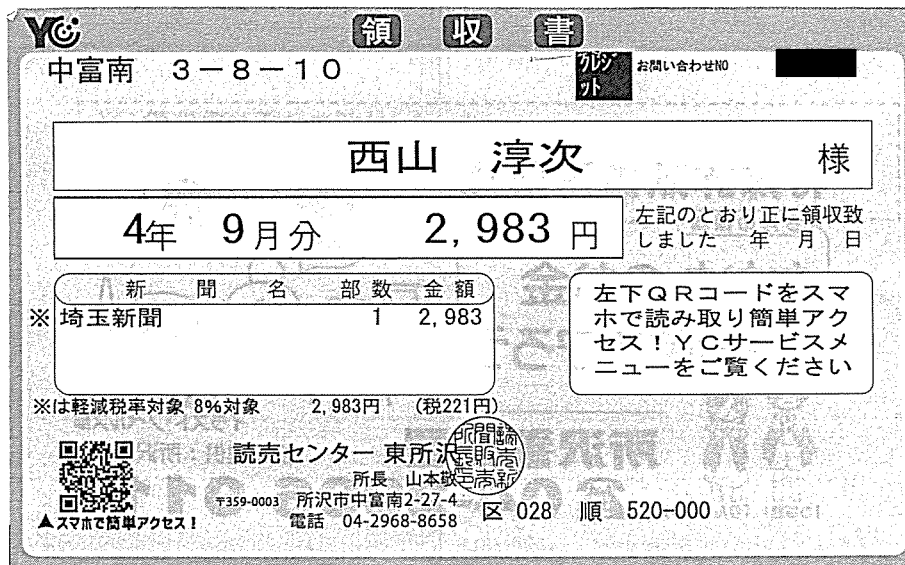 YC 領収書
中富南 3-8-10
クレジット お問い合わせNO
西山 淳次 様
4年 9月分 2,983 円
左記のとおり正に領収致
しました 年 月 日
新聞名 部数 金額
※ 埼玉新聞 1 2,983
左下QRコードをスマ
ホで読み取り簡単アク
セス!YCサービスメ
ニューをご覧ください
※は軽減税率対象 8%対象 2,983円 (税221円)
読売センター 東所沢
所長 山本敬
〒359-0003 所沢市中富南2-27-4
電話 04-2968-8658
区 028 順 520-000
▲スマホで簡単アクセス!